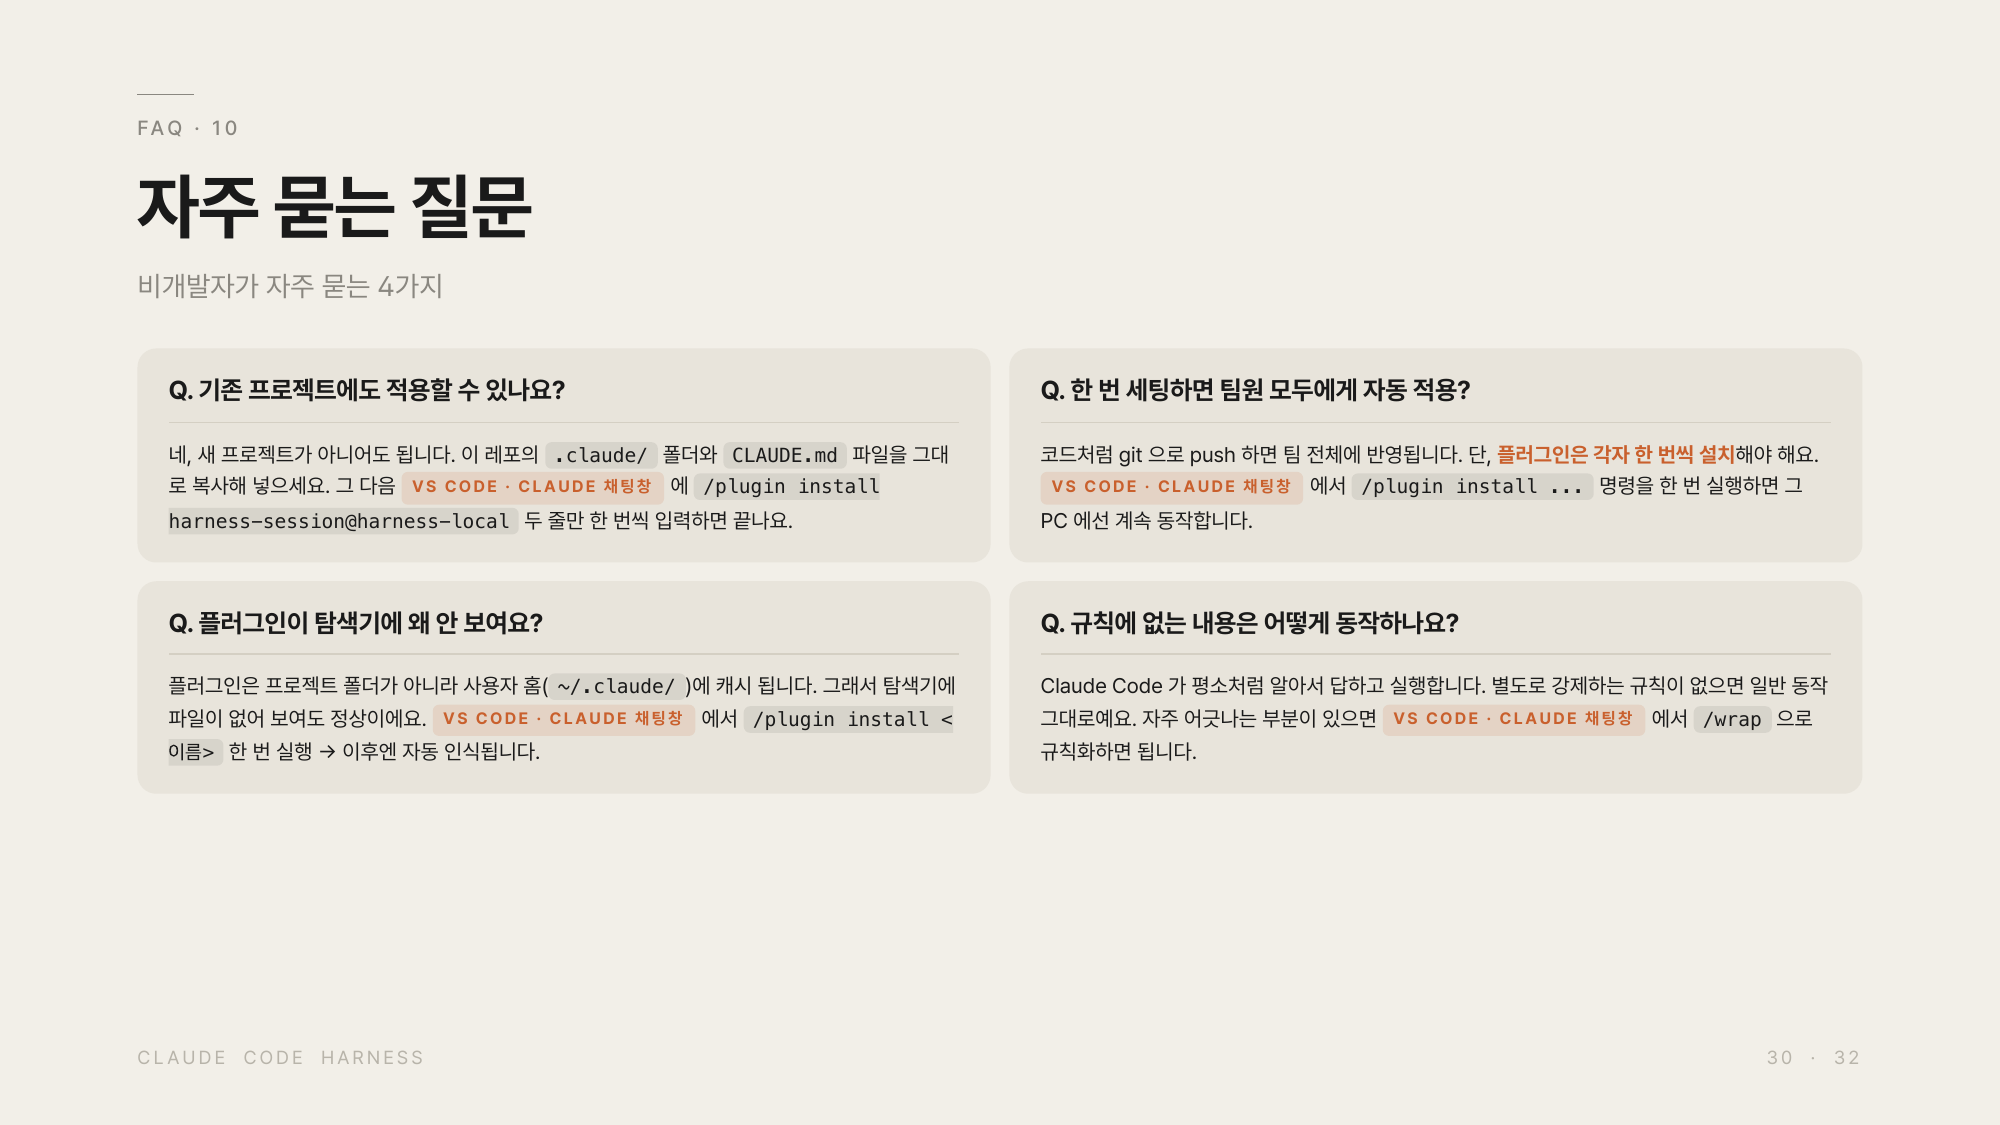 FAQ · 10
자주 묻는 질문
비개발자가 자주 묻는 4가지
Q. 기존 프로젝트에도 적용할 수 있나요?
네, 새 프로젝트가 아니어도 됩니다. 이 레포의 .claude/ 폴더와 CLAUDE.md 파일을 그대
로 복사해 넣으세요. 그 다음 VS CODE · CLAUDE 채팅창 에 /plugin install
harness-session@harness-local 두 줄만 한 번씩 입력하면 끝나요.
Q. 한 번 세팅하면 팀원 모두에게 자동 적용?
코드처럼 git 으로 push 하면 팀 전체에 반영됩니다. 단, 플러그인은 각자 한 번씩 설치해야 해요.
VS CODE · CLAUDE 채팅창 에서 /plugin install ... 명령을 한 번 실행하면 그
PC 에선 계속 동작합니다.
Q. 플러그인이 탐색기에 왜 안 보여요?
플러그인은 프로젝트 폴더가 아니라 사용자 홈( ~/.claude/ )에 캐시 됩니다. 그래서 탐색기에
파일이 없어 보여도 정상이에요. VS CODE · CLAUDE 채팅창 에서 /plugin install <
이름> 한 번 실행 → 이후엔 자동 인식됩니다.
Q. 규칙에 없는 내용은 어떻게 동작하나요?
Claude Code 가 평소처럼 알아서 답하고 실행합니다. 별도로 강제하는 규칙이 없으면 일반 동작
그대로예요. 자주 어긋나는 부분이 있으면 VS CODE · CLAUDE 채팅창 에서 /wrap 으로
규칙화하면 됩니다.
CLAUDE CODE HARNESS
30 · 32